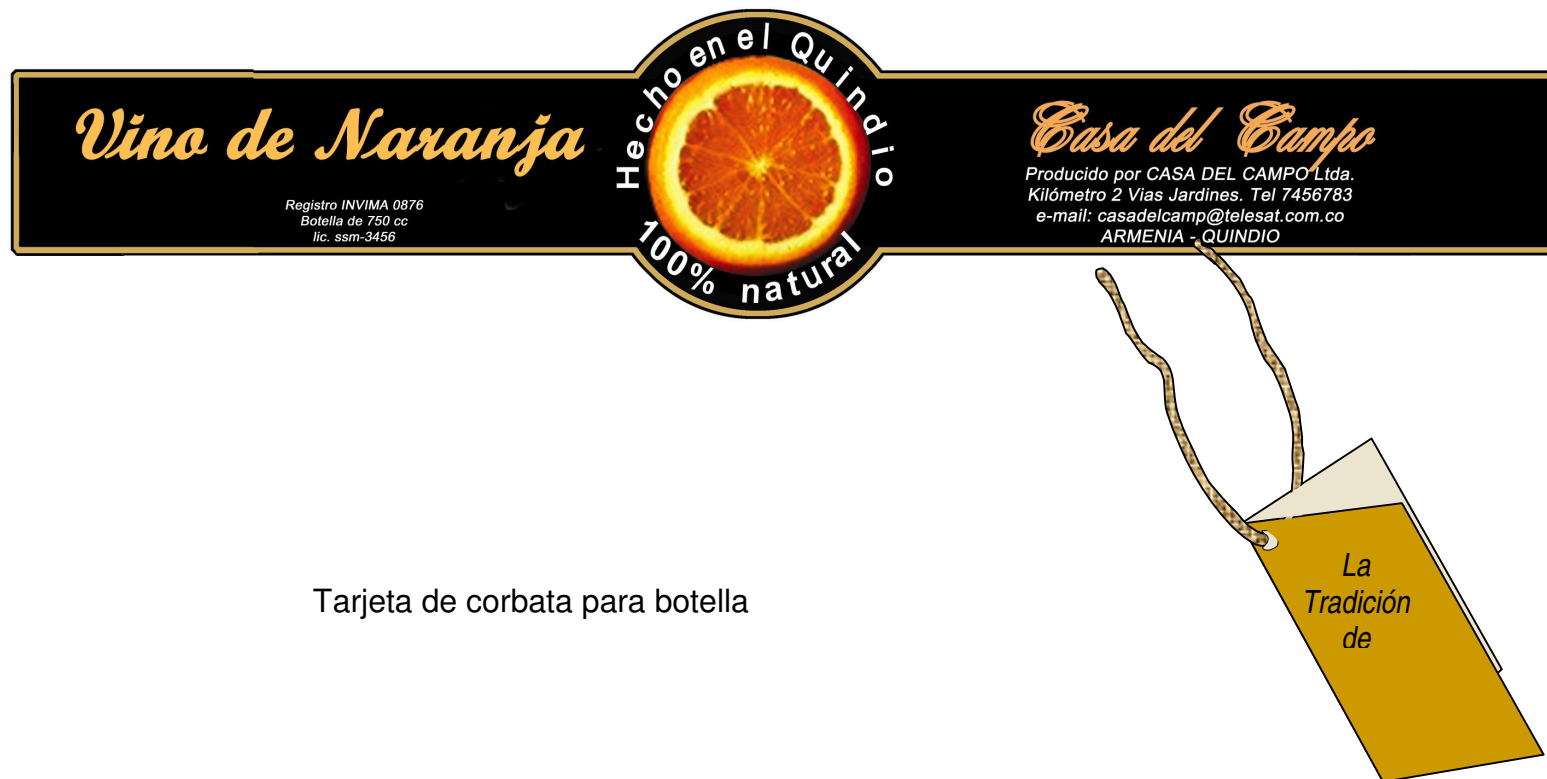 Vino de Naranja
Registro INVIMA 0876
Botella de 750 cc
lic. ssm-3456
Hecho en el Quindio
100% natural
Casa del Campo
Producido por CASA DEL CAMPO Ltda.
Kilómetro 2 Vias Jardines. Tel 7456783
e-mail: casadelcamp@telesat.com.co
ARMENIA - QUINDIO
Tarjeta de corbata para botella
La
Tradición
de